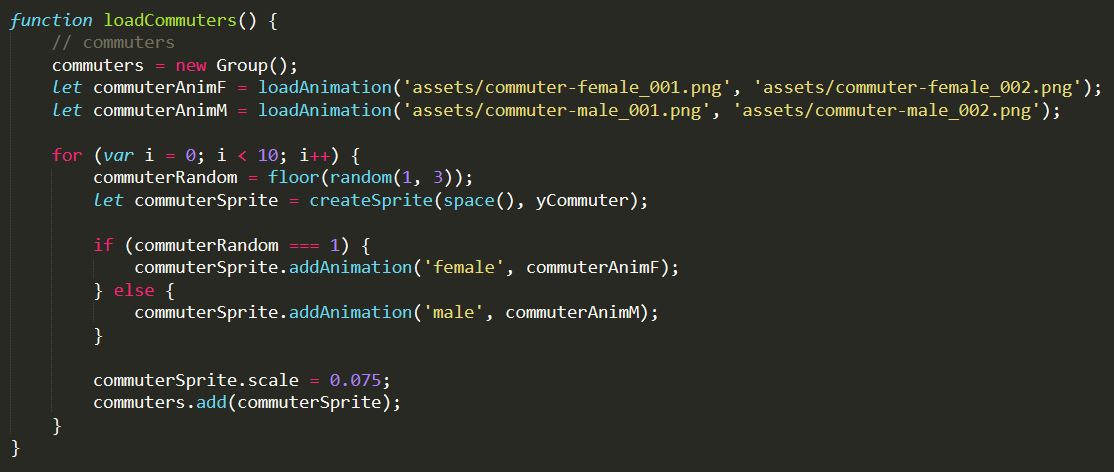 function loadCommuters() {
    // commuters
    commuters = new Group();
    let commuterAnimF = loadAnimation('assets/commuter-female_001.png', 'assets/commuter-female_002.png');
    let commuterAnimM = loadAnimation('assets/commuter-male_001.png', 'assets/commuter-male_002.png');

    for (var i = 0; i < 10; i++) {
        commuterRandom = floor(random(1, 3));
        let commuterSprite = createSprite(space(), yCommuter);

        if (commuterRandom === 1) {
            commuterSprite.addAnimation('female', commuterAnimF);
        } else {
            commuterSprite.addAnimation('male', commuterAnimM);
        }

        commuterSprite.scale = 0.075;
        commuters.add(commuterSprite);
    }
}